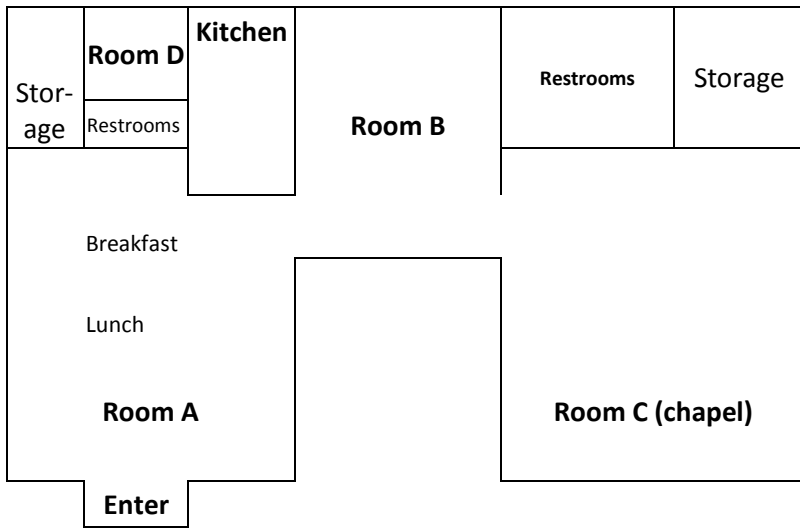 Stor-
age
Room D
Restrooms
Kitchen
Room B
Restrooms
Storage
Breakfast
Lunch
Room A
Room C (chapel)
Enter